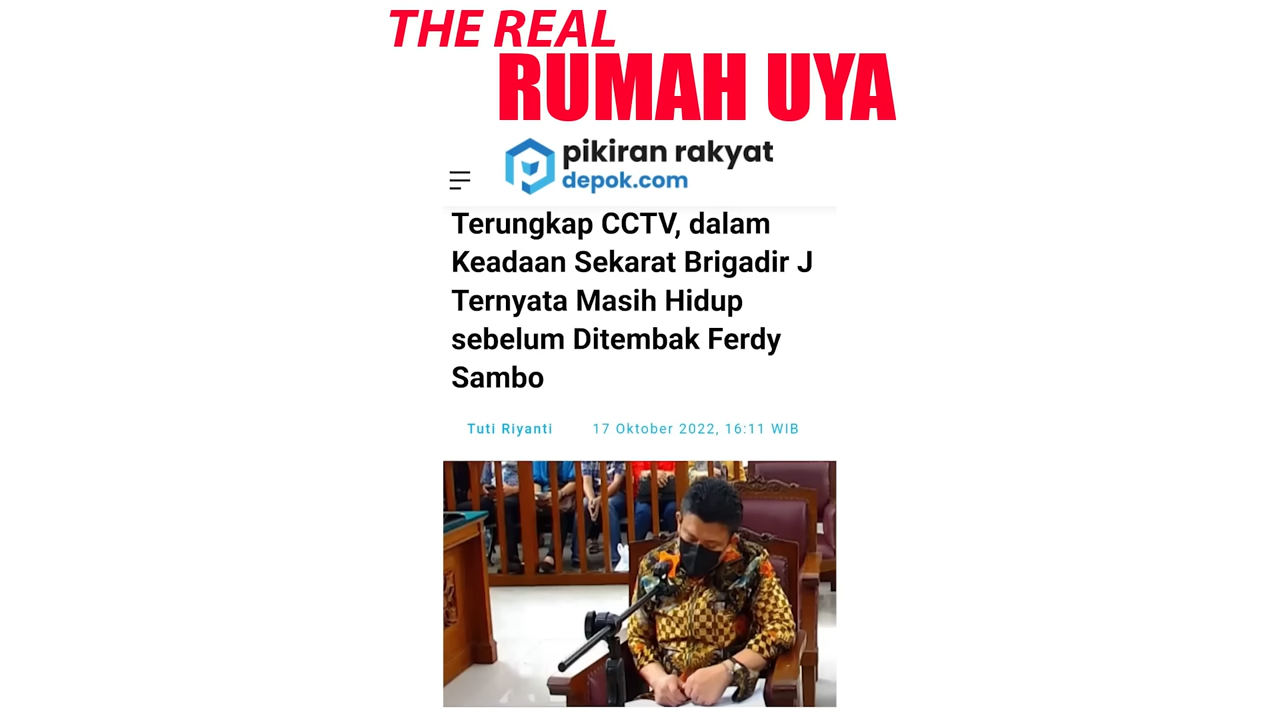 THE REAL
RUMAH UYA
pikiran rakyat
depok.com
Terungkap CCTV, dalam
Keadaan Sekarat Brigadir J
Ternyata Masih Hidup
sebelum Ditembak Ferdy
Sambo
Tuti Riyanti 17 Oktober 2022, 16:11 WIB